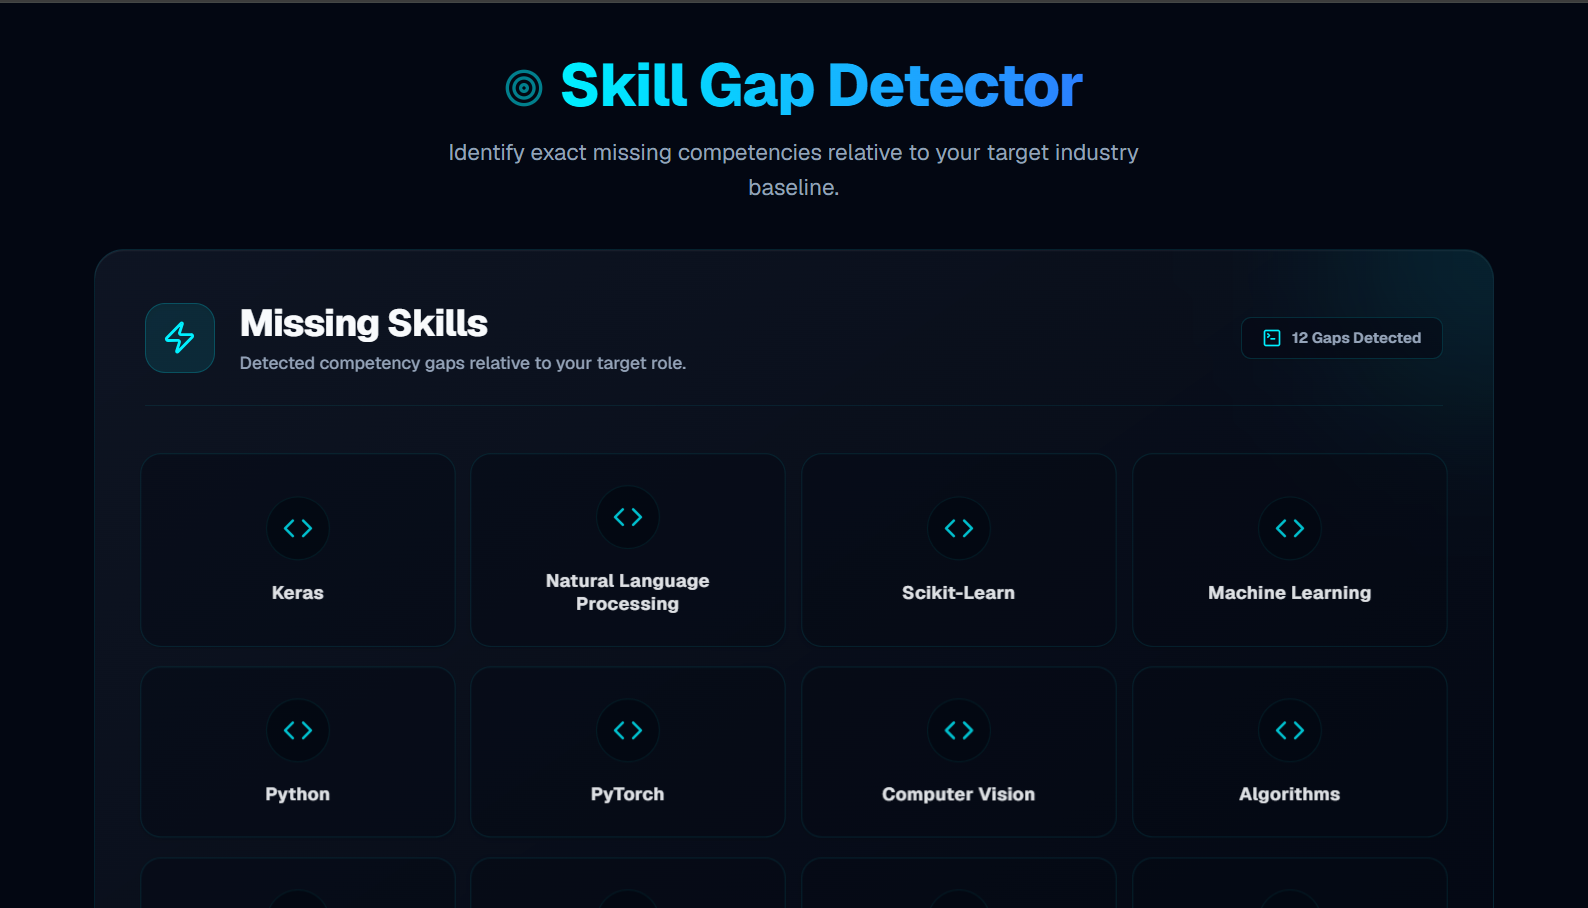 Skill Gap Detector
Identify exact missing competencies relative to your target industry
baseline.
Missing Skills
Detected competency gaps relative to your target role.
12 Gaps Detected
Keras
Natural Language
Processing
Scikit-Learn
Machine Learning
Python
PyTorch
Computer Vision
Algorithms